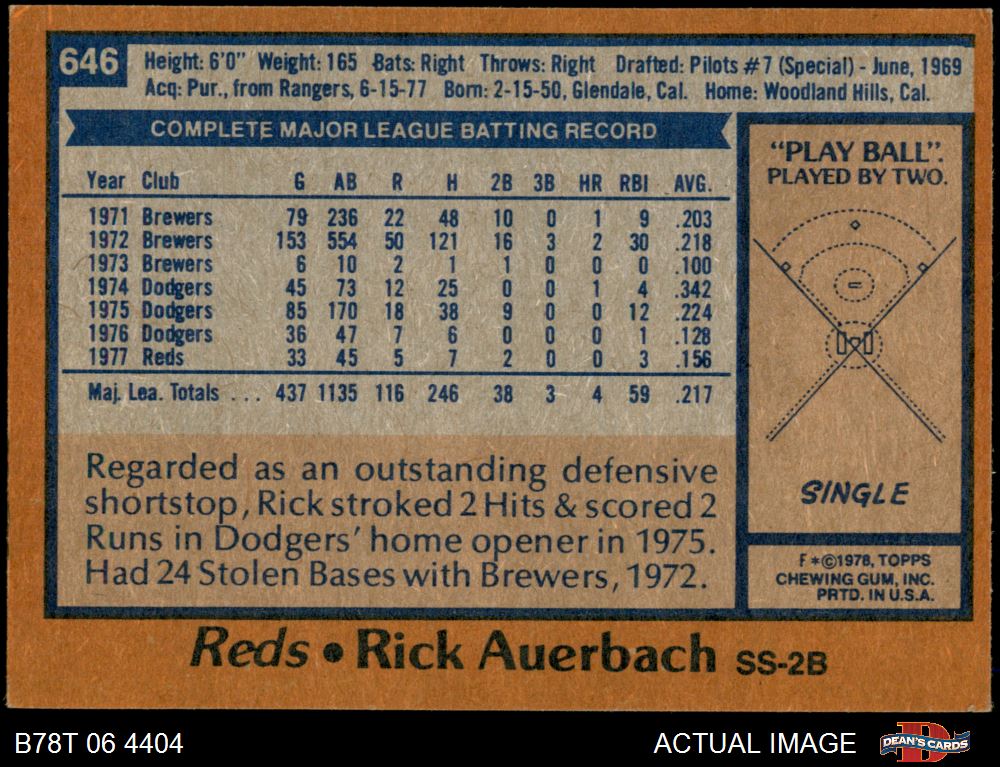 646
Height: 6'0" Weight: 165 Bats: Right Throws: Right Drafted: Pilots #7 (Special) - June, 1969
Acq: Pur., from Rangers, 6-15-77 Born: 2-15-50, Glendale, Cal. Home: Woodland Hills, Cal.
COMPLETE MAJOR LEAGUE BATTING RECORD
Year Club G AB R H 2B 3B HR RBI AVG.
1971 Brewers 79 236 22 48 10 0 1 9 .203
1972 Brewers 153 554 50 121 16 3 2 30 .218
1973 Brewers 6 10 2 1 1 0 0 0 .100
1974 Dodgers 45 73 12 25 0 0 1 4 .342
1975 Dodgers 85 170 18 38 9 0 0 12 .224
1976 Dodgers 36 47 7 6 0 0 0 1 .128
1977 Reds 33 45 5 7 2 0 0 3 .156
Maj. Lea. Totals ... 437 1135 116 246 38 3 4 59 .217
Regarded as an outstanding defensive
shortstop, Rick stroked 2 Hits & scored 2
Runs in Dodgers' home opener in 1975.
Had 24 Stolen Bases with Brewers, 1972.
"PLAY BALL".
PLAYED BY TWO.
SINGLE
F *©1978, TOPPS
CHEWING GUM, INC.
PRTD. IN U.S.A.
Reds • Rick Auerbach SS-2B
B78T 06 4404
ACTUAL IMAGE
D
DEAN'S CARDS